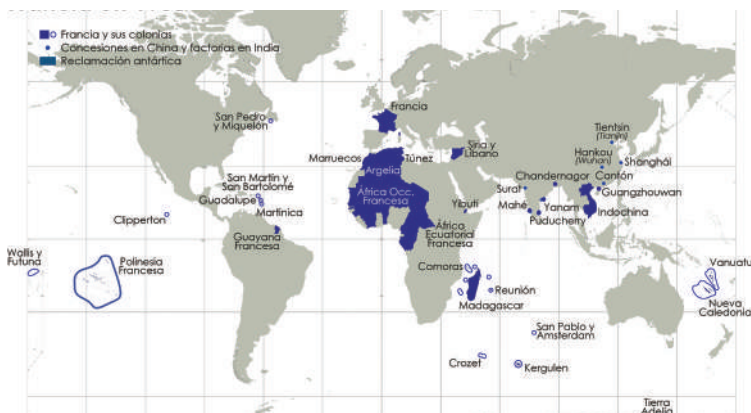 Francia y sus colonias
Concesiones en China y factorías en India
Reclamación antártica
Francia
San Pedro
y Miquelón
Tientsin
(Tianjin)
Siria y
Líbano
Hankou
(Wuhan)
Shanghái
Marruecos
Túnez
Argelia
Chandernagor
Cantón
San Martín y
San Bartolomé
África Occ.
Francesa
Surat
Guangzhouwan
Guadalupe
Martinica
Yibuti
Mahé
Yanam
Indochina
Clipperton
Puducherry
Guayana
Francesa
África
Ecuatorial
Francesa
Wallis y
Futuna
Polinesia
Francesa
Comoras
Vanuatu
Reunión
Madagascar
Nueva
Caledonia
San Pablo y
Amsterdam
Crozet
Kergulen
Tierra
Adelia